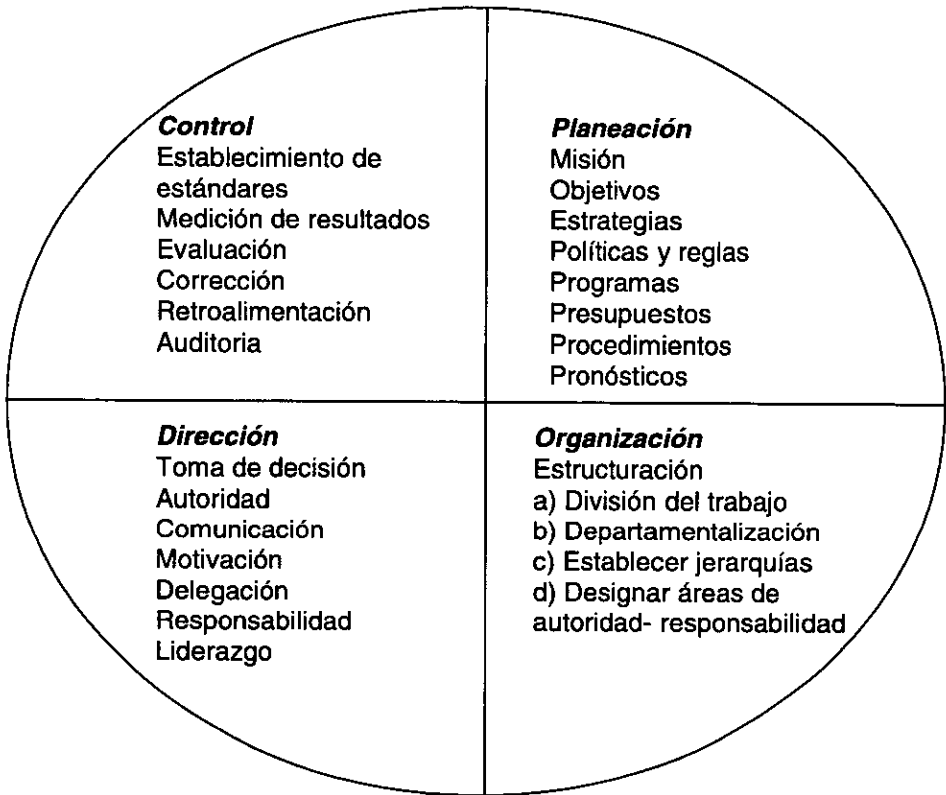 Control
Establecimiento de
estándares
Medición de resultados
Evaluación
Corrección
Retroalimentación
Auditoria
Planeación
Misión
Objetivos
Estrategias
Políticas y reglas
Programas
Presupuestos
Procedimientos
Pronósticos
Dirección
Toma de decisión
Autoridad
Comunicación
Motivación
Delegación
Responsabilidad
Liderazgo
Organización
Estructuración
a) División del trabajo
b) Departamentalización
c) Establecer jerarquías
d) Designar áreas de
autoridad- responsabilidad